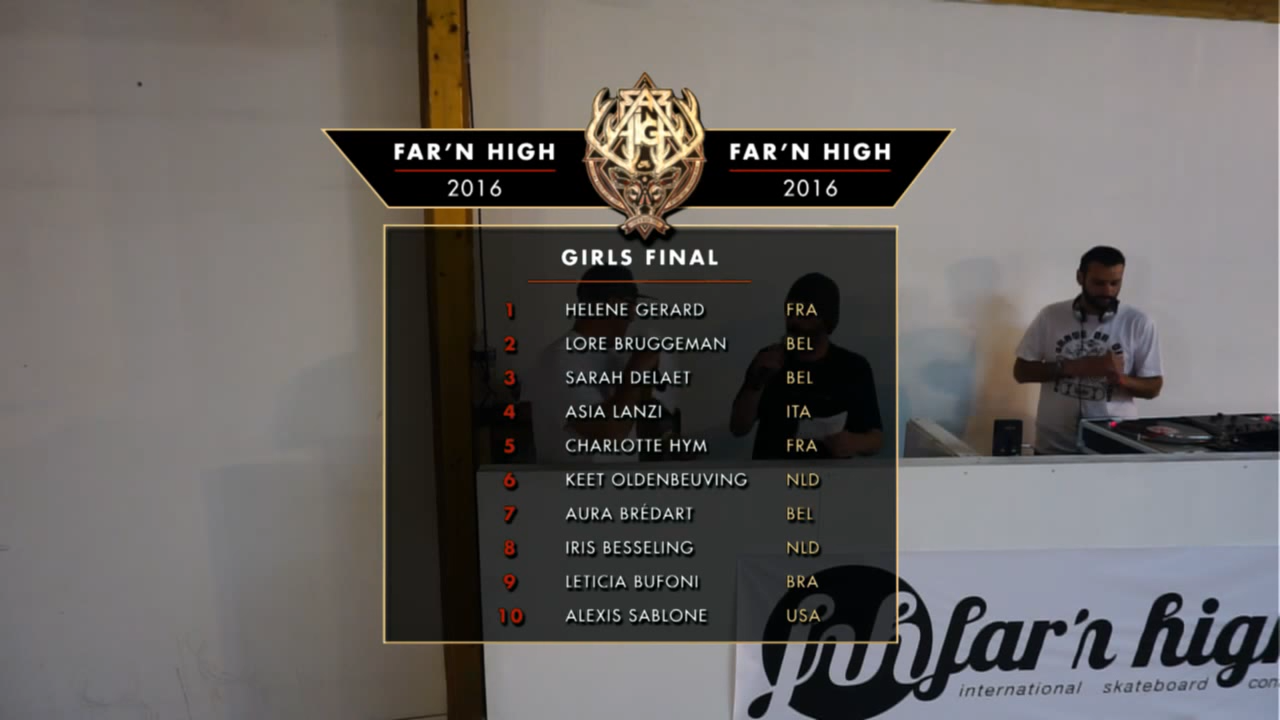 FAR'N HIGH
2016
FAR'N HIGH
2016
GIRLS FINAL
1 HELENE GERARD FRA
2 LORE BRUGGEMAN BEL
3 SARAH DELAET BEL
4 ASIA LANZI ITA
5 CHARLOTTE HYM FRA
6 KEET OLDENBEUVING NLD
7 AURA BRÉDART BEL
8 IRIS BESSELING NLD
9 LETICIA BUFONI BRA
10 ALEXIS SABLONE USA
far'n high
international skateboard